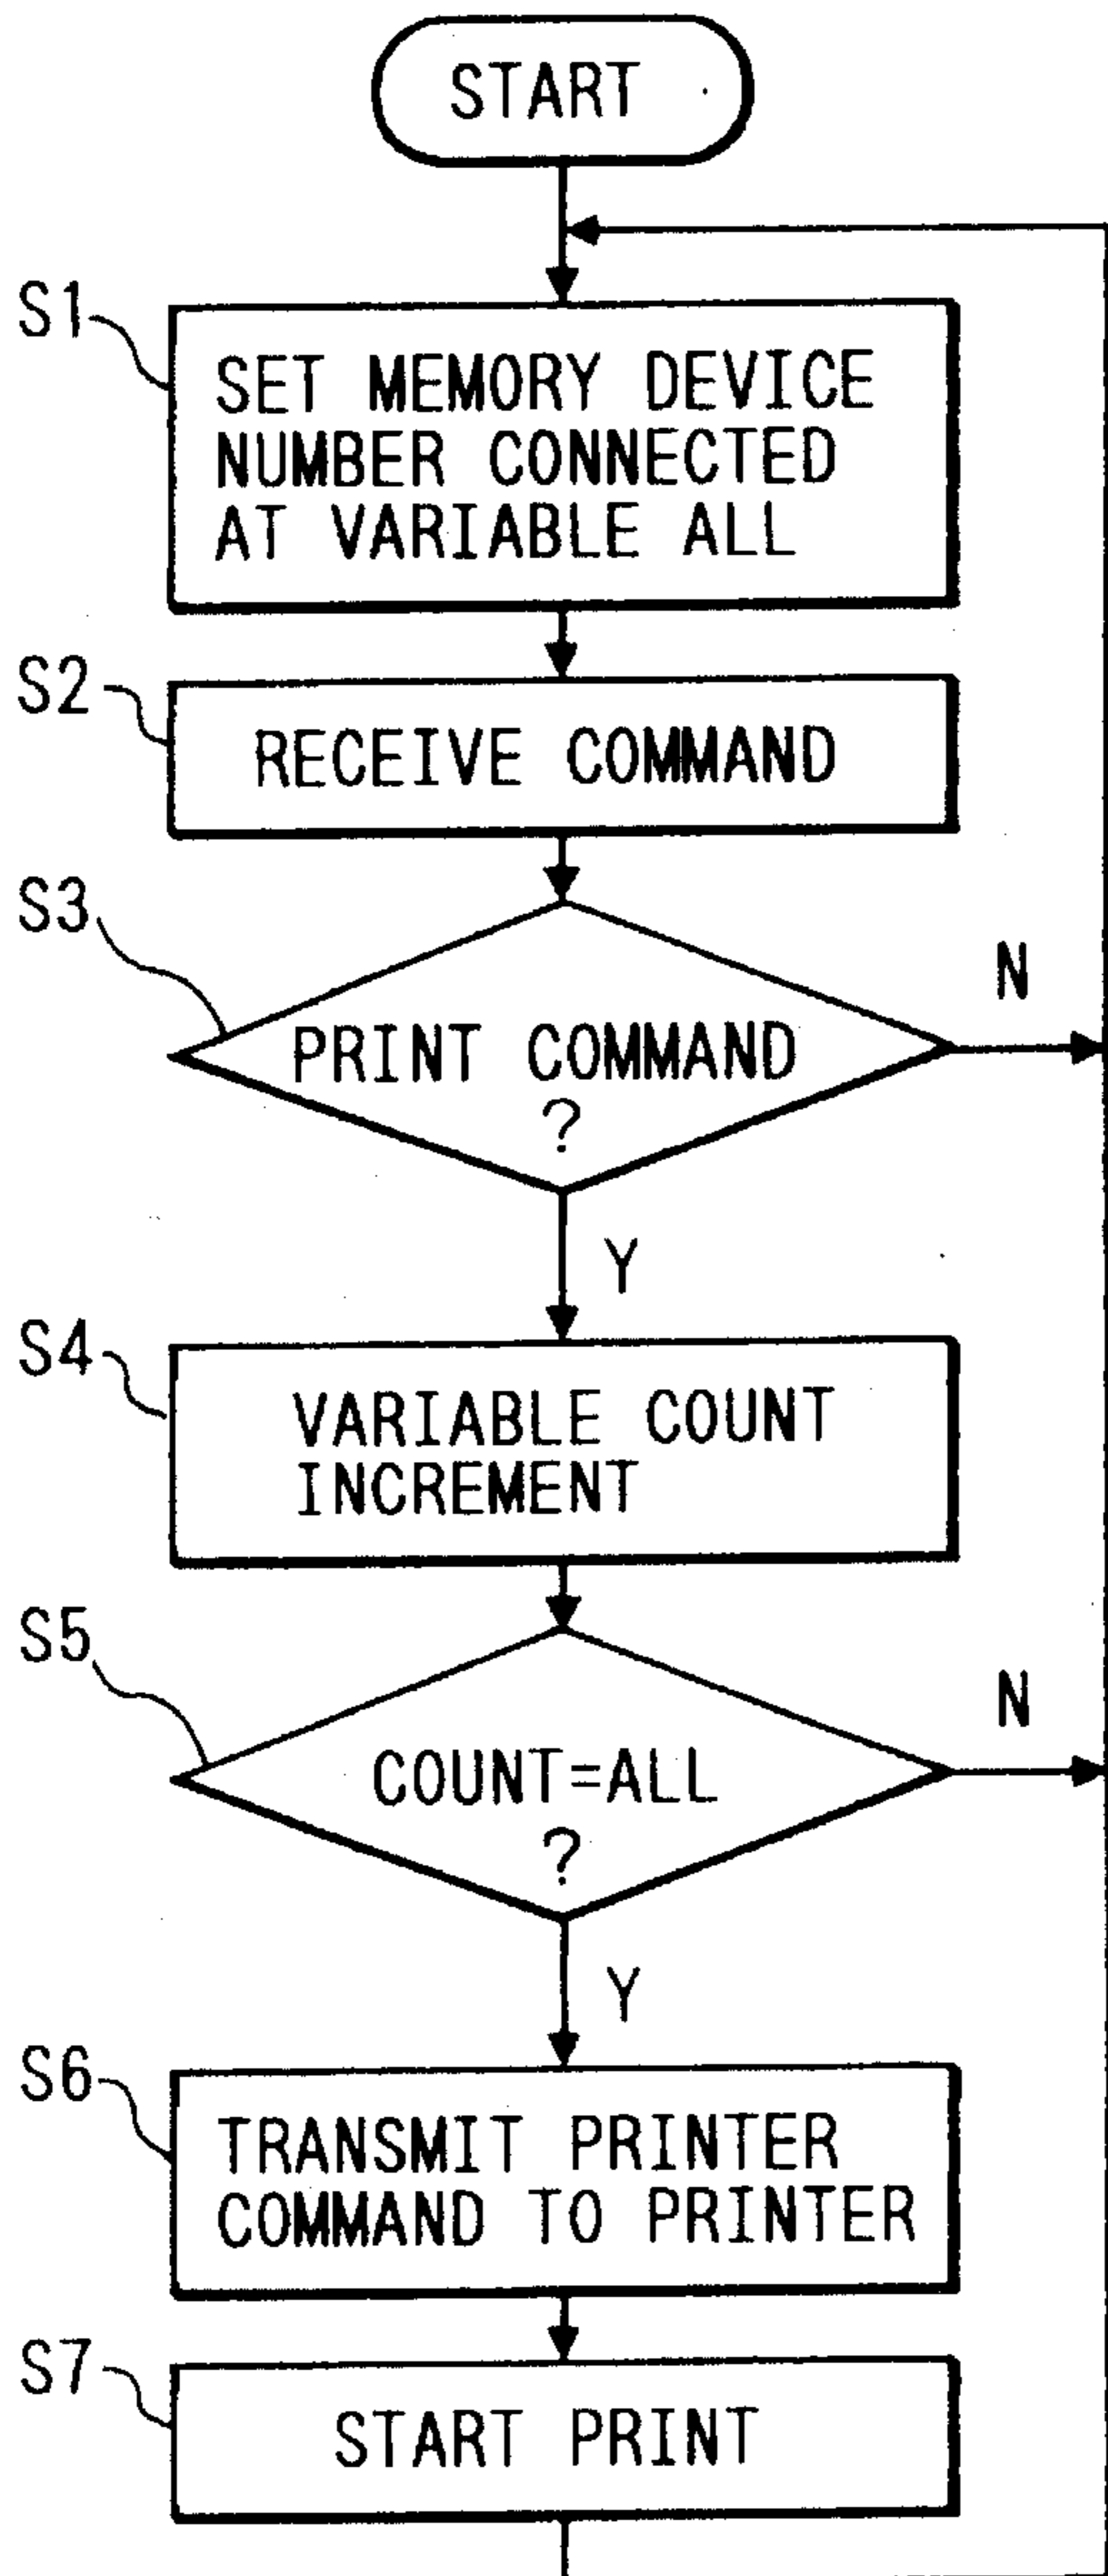 START
S1
SET MEMORY DEVICE
NUMBER CONNECTED
AT VARIABLE ALL
S2
RECEIVE COMMAND
S3
PRINT COMMAND
?
N
Y
S4
VARIABLE COUNT
INCREMENT
S5
COUNT=ALL
?
N
Y
S6
TRANSMIT PRINTER
COMMAND TO PRINTER
S7
START PRINT